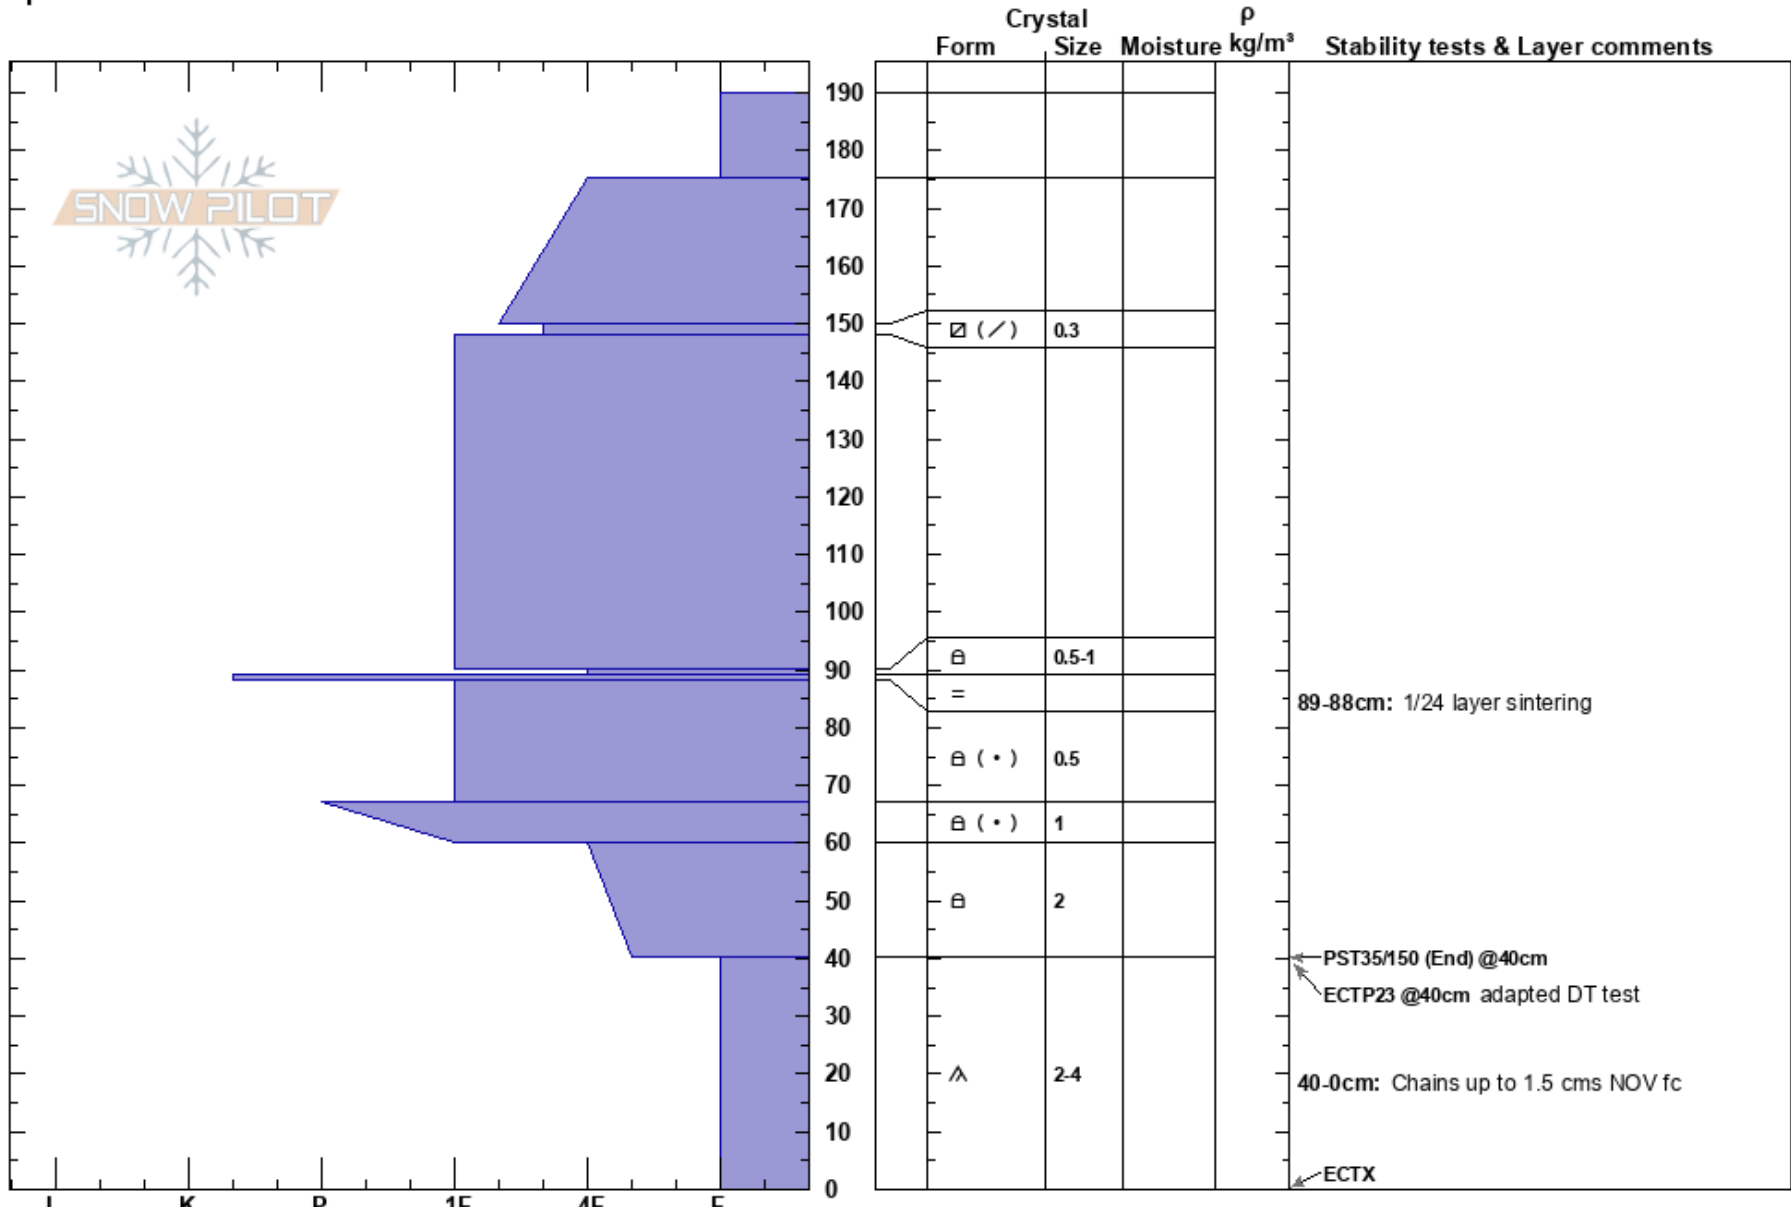 Crystal ρ
Form Size Moisture kg/m³ Stability tests & Layer comments
190
180
SNOW PILOT
170
160
150 ( ) 0.3
140
130
120
110
100
90 0.5-1
=
89-88cm: 1/24 layer sintering
80
( • ) 0.5
70
( • ) 1
60
50 2
40 PST35/150 (End) @40cm
ECTP23 @40cm adapted DT test
30
20 2-4
40-0cm: Chains up to 1.5 cms NOV fc
10
ECTX
0
I K P 1F 4F F